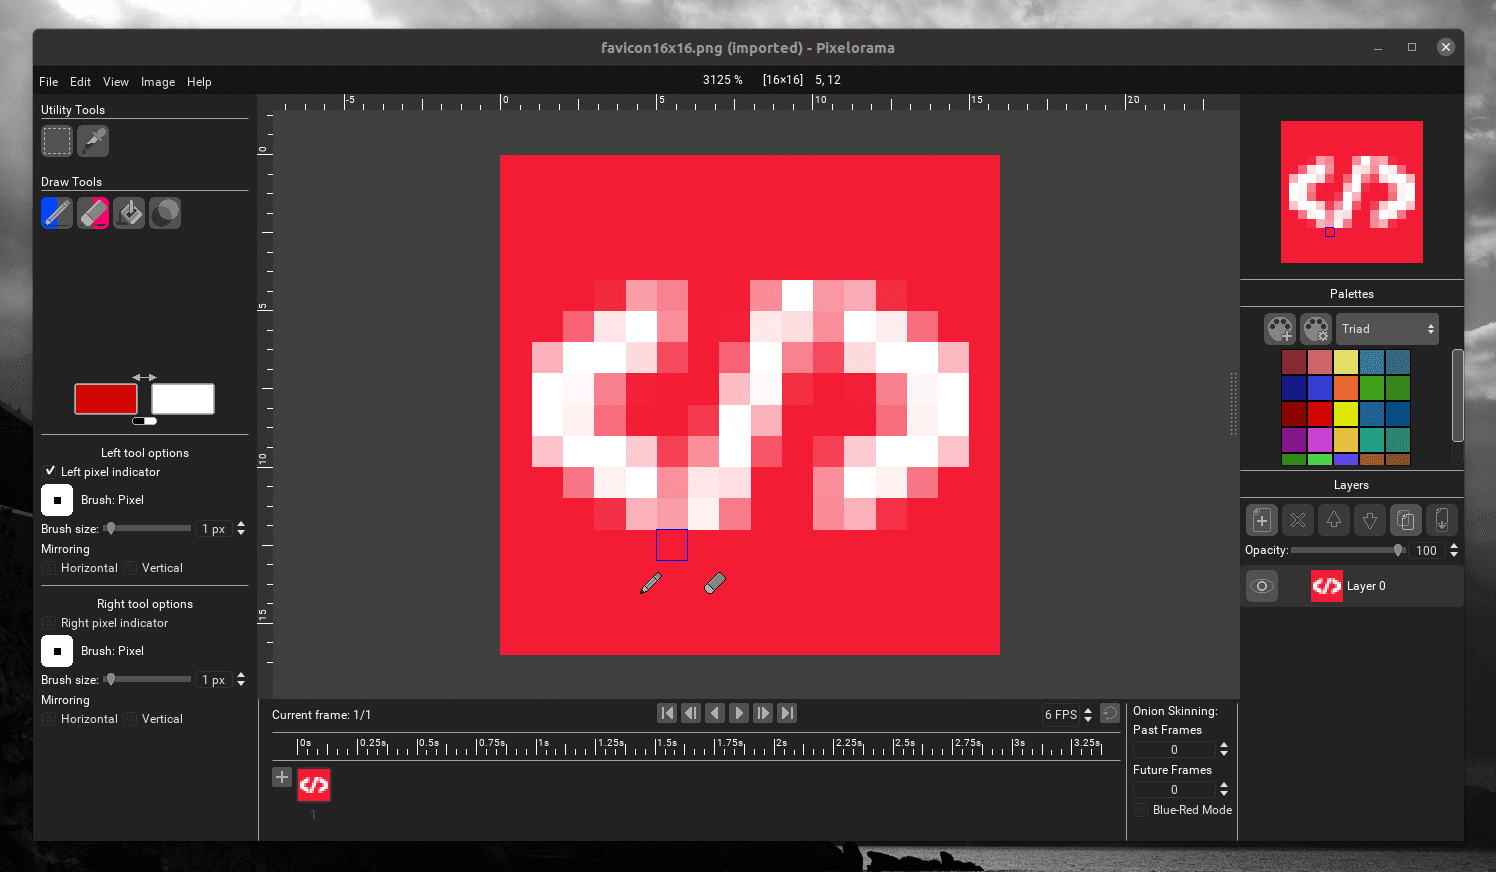 favicon16x16.png (imported) - Pixelorama
File Edit View Image Help
3125 % [16×16] 5, 12
Utility Tools
Draw Tools
Left tool options
Left pixel indicator
Brush: Pixel
Brush size: 1 px
Mirroring
Horizontal Vertical
Right tool options
Right pixel indicator
Brush: Pixel
Brush size: 1 px
Mirroring
Horizontal Vertical
-5 0 5 10 15 20
0
5
10
15
</>
Current frame: 1/1
6 FPS
0s 0.25s 0.5s 0.75s 1s 1.25s 1.5s 1.75s 2s 2.25s 2.5s 2.75s 3s 3.25s
</>
1
Onion Skinning:
Past Frames
0
Future Frames
0
Blue-Red Mode
</>
Palettes
Triad
Layers
Opacity: 100
</> Layer 0